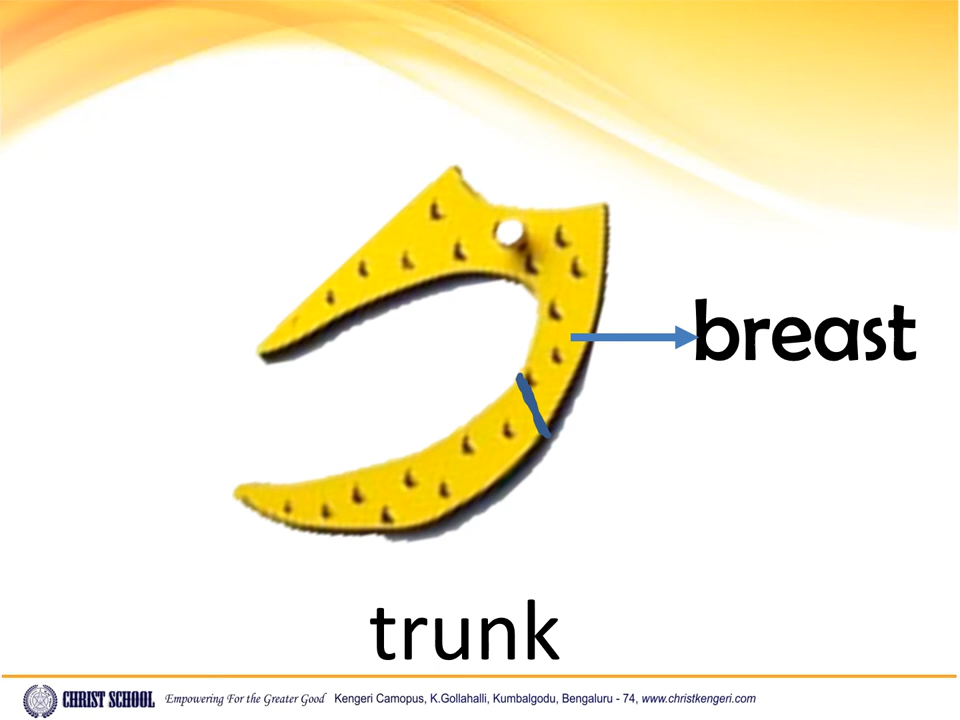 breast
trunk
CHRIST SCHOOL Empowering For the Greater Good Kengeri Camopus, K.Gollahalli, Kumbalgodu, Bengaluru - 74, www.christkengeri.com